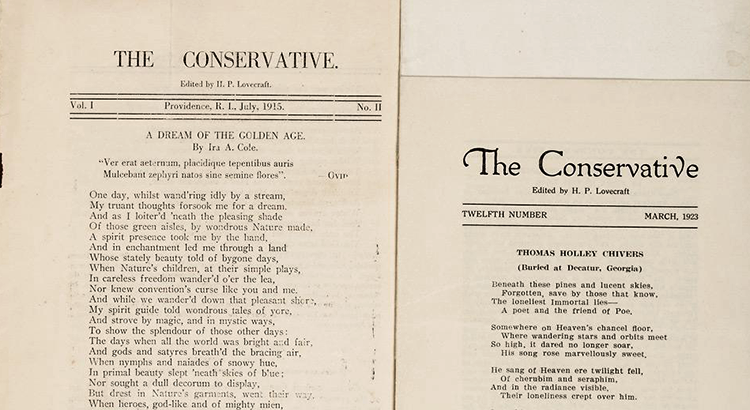 THE CONSERVATIVE.
Edited by H. P. Lovecraft.
Vol. I Providence, R. I., July, 1915. No. II
A DREAM OF THE GOLDEN AGE.
By Ira A. Cole.
"Ver erat aeternum, placidique tepentibus auris
Mulcebant zephyri natos sine semine flores". —Ovid
One day, whilst wand'ring idly by a stream,
My truant thoughts forsook me for a dream.
And as I loiter'd 'neath the pleasing shade
Of those green aisles, by wondrous Nature made,
A spirit presence took me by the hand,
And in enchantment led me through a land
Whose stately beauty told of bygone days,
When Nature's children, at their simple plays,
In careless freedom wander'd o'er the lea,
Nor knew convention's curse like you and me.
And while we wander'd down that pleasant shore,
My spirit guide told wondrous tales of yore,
And strove by magic, and in mystic ways,
To show the splendour of those other days:
The days when all the world was bright and fair,
And gods and satyres breath'd the bracing air,
When nymphs and naïades of snowy hue,
In primal beauty slept 'neath skies of blue;
Nor sought a dull decorum to display,
But drest in Nature's garments, went their way.
When heroes, god-like and of mighty mien,
The Conservative
Edited by H. P. Lovecraft
TWELFTH NUMBER MARCH, 1923
THOMAS HOLLEY CHIVERS
(Buried at Decatur, Georgia)
Beneath these pines and lucent skies,
Forgotten, save by those that know,
The loneliest Immortal lies—
A poet and the friend of Poe.
Somewhere on Heaven's chancel floor,
Where wandering stars and orbits meet
So high, it dared no longer soar,
His song rose marvellously sweet.
He sang of Heaven ere twilight fell,
Of cherubim and seraphim,
And in the radiance visible,
Their loneliness crept over him.